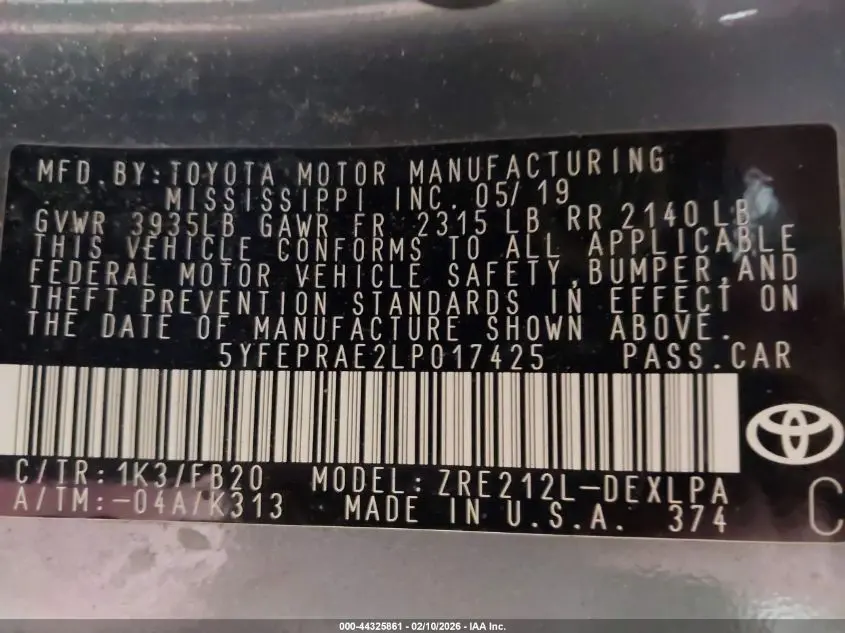 MFD.BY:TOYOTA MOTOR MANUFACTURING
MISSISSIPPI INC. 05/19
GVWR 3935LB GAWR FR 2315 LB RR 2140LB
THIS VEHICLE CONFORMS TO ALL APPLICABLE
FEDERAL MOTOR VEHICLE SAFETY,BUMPER,AND
THEFT PREVENTION STANDARDS IN EFFECT ON
THE DATE OF MANUFACTURE SHOWN ABOVE.
5YFEPRAE2LP017425 PASS.CAR
C/TR:1K3/FB20 MODEL:ZRE212L-DEXLPA
A/TM:-04A/K313 MADE IN U.S.A. 374
C
000-44325861 - 02/10/2026 - IAA Inc.